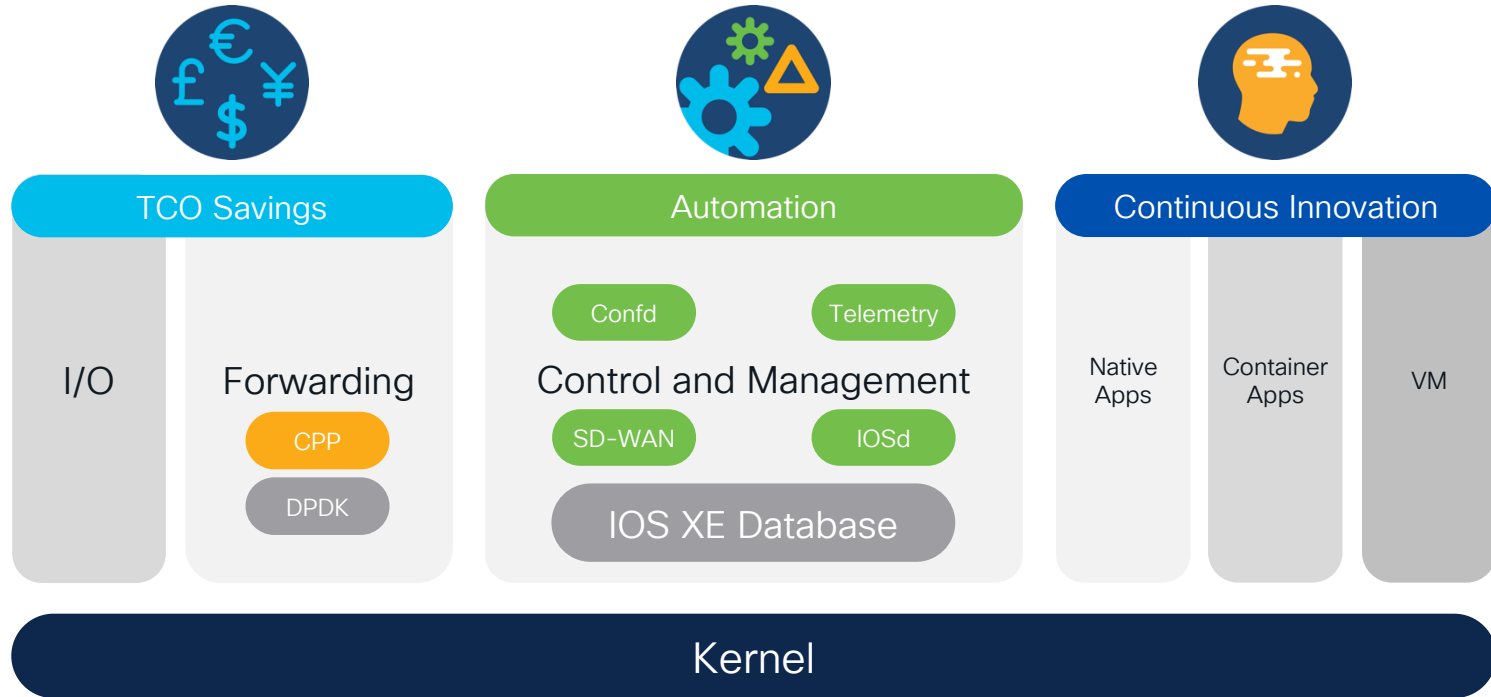 €
£
¥
$
TCO Savings
Automation
Continuous Innovation
I/O
Forwarding
CPP
DPDK
Confd
Telemetry
Control and Management
SD-WAN
IOSd
IOS XE Database
Native
Apps
Container
Apps
VM
Kernel